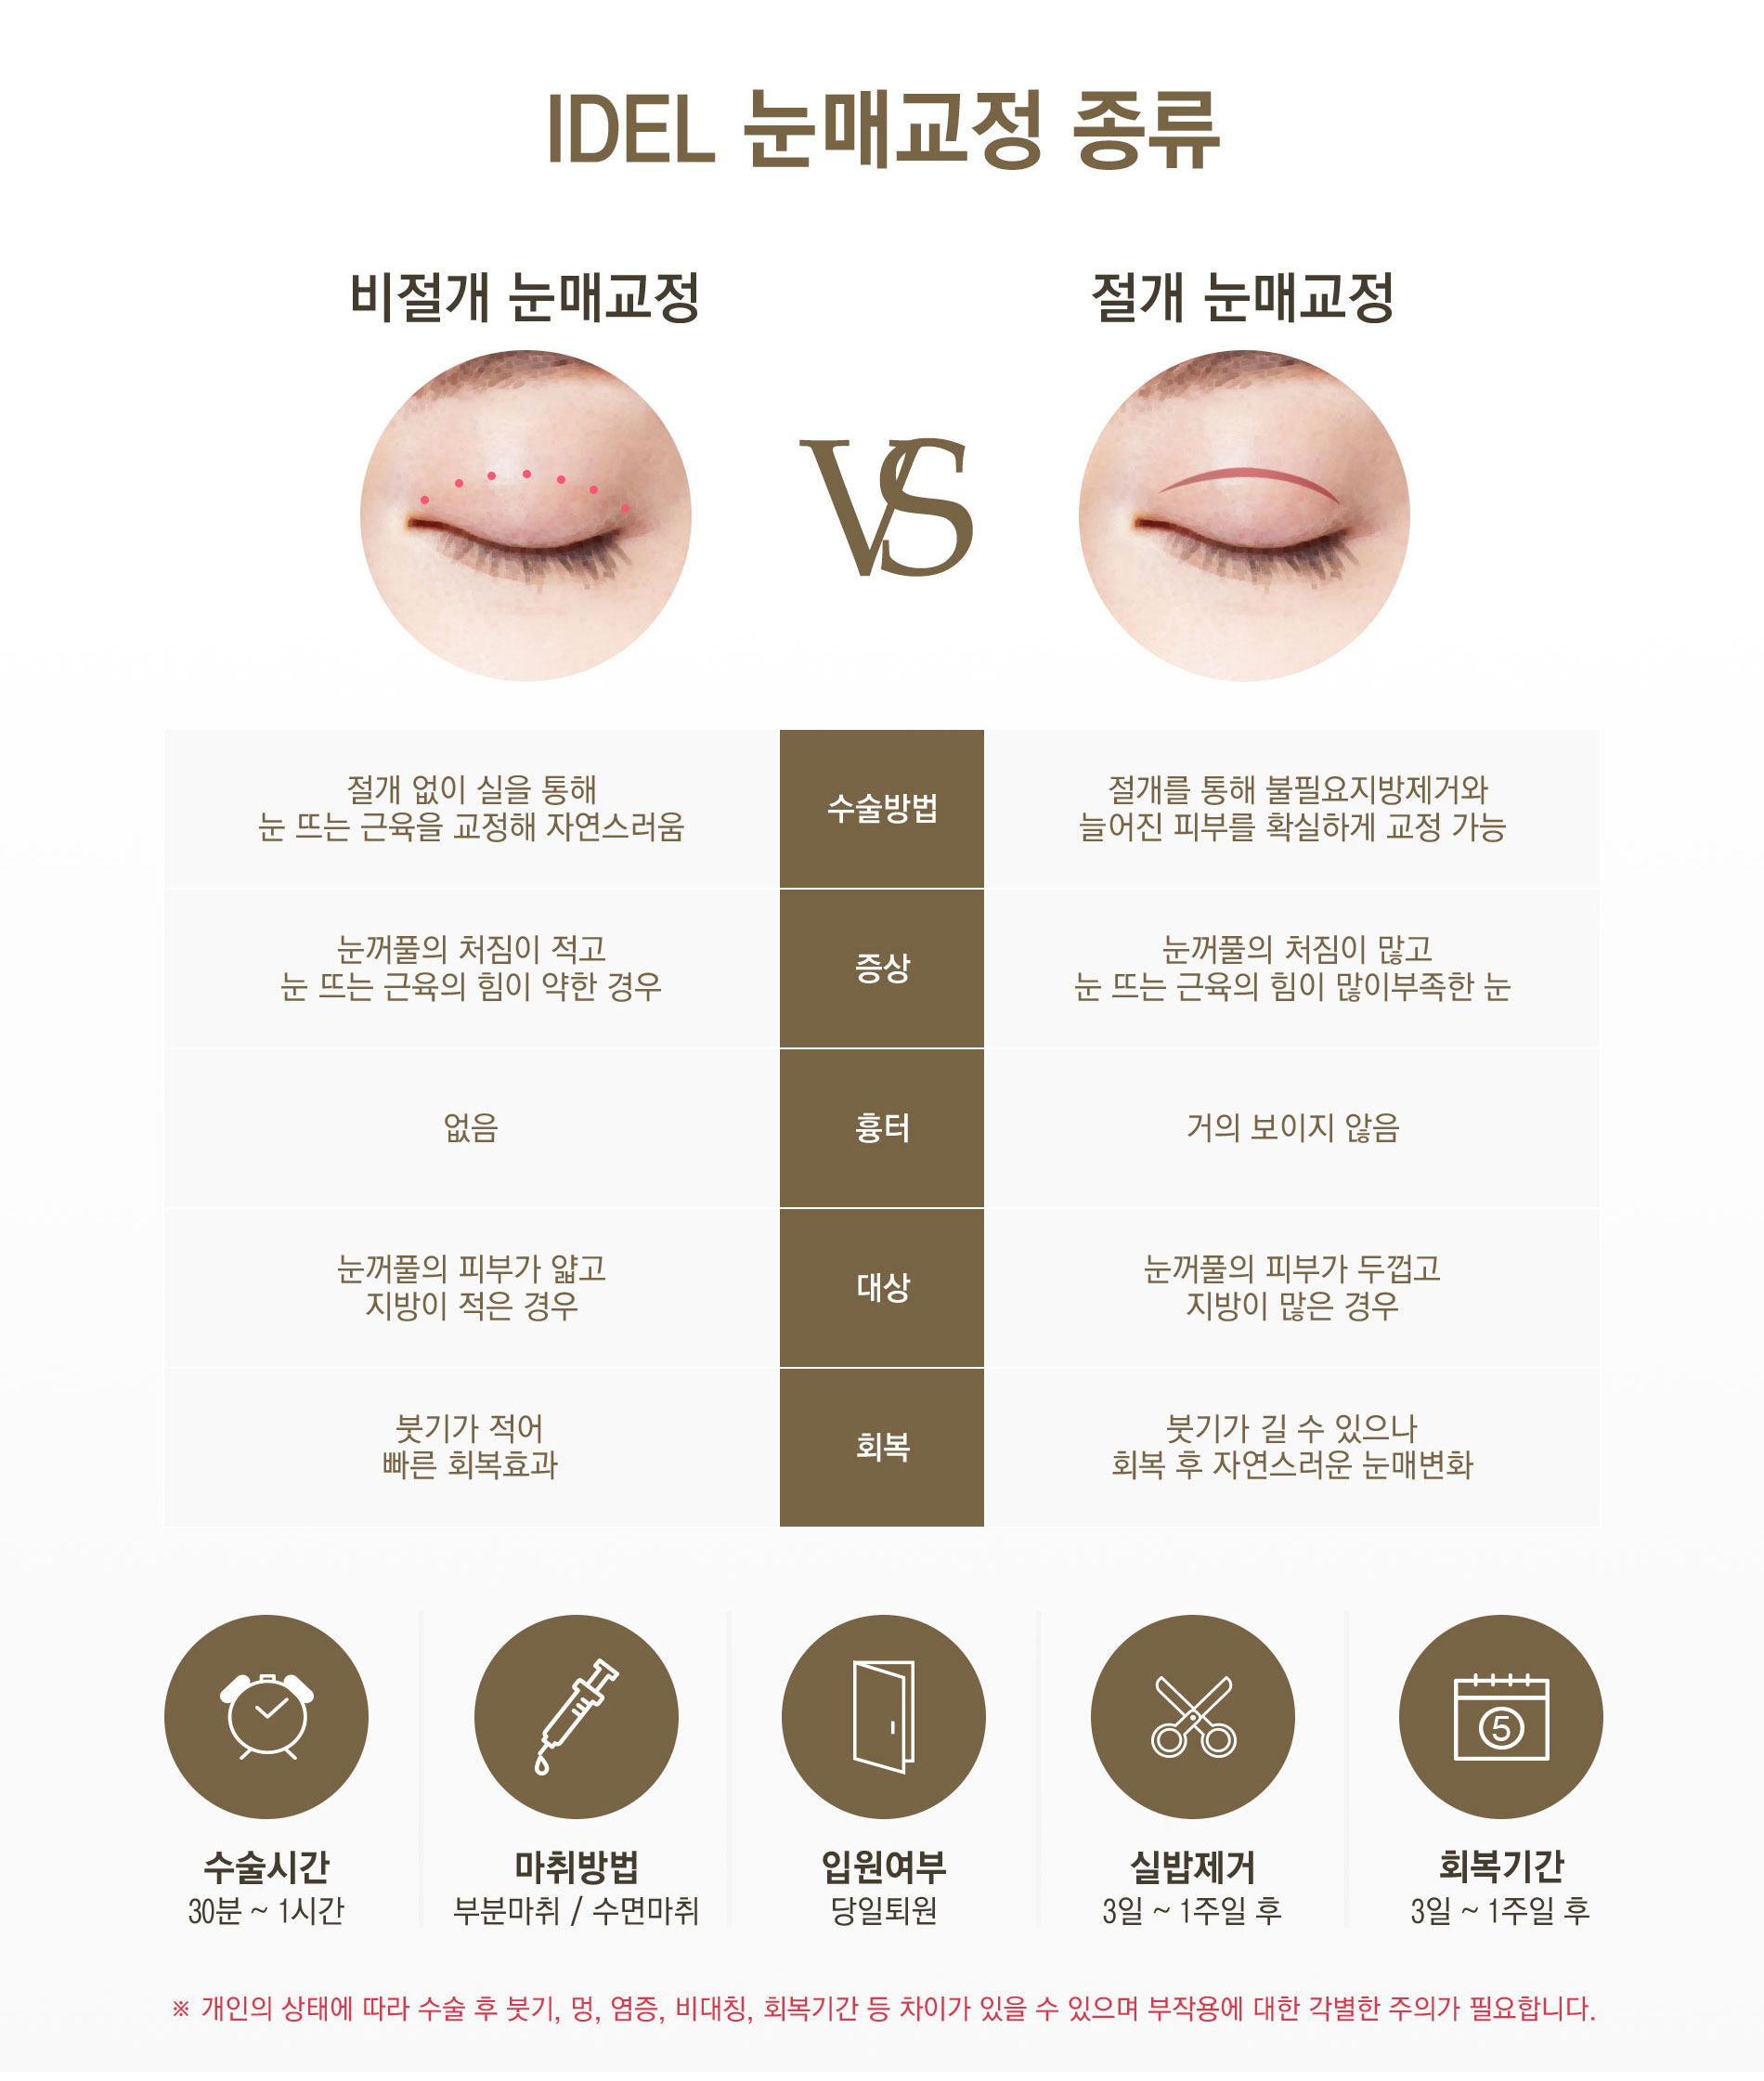 IDEL 눈매교정 종류
비절개 눈매교정
VS
절개 눈매교정
절개 없이 실을 통해
눈 뜨는 근육을 교정해 자연스러움
수술방법
절개를 통해 불필요지방제거와
늘어진 피부를 확실하게 교정 가능
눈꺼풀의 처짐이 적고
눈 뜨는 근육의 힘이 약한 경우
증상
눈꺼풀의 처짐이 많고
눈 뜨는 근육의 힘이 많이부족한 눈
없음
흉터
거의 보이지 않음
눈꺼풀의 피부가 얇고
지방이 적은 경우
대상
눈꺼풀의 피부가 두껍고
지방이 많은 경우
붓기가 적어
빠른 회복효과
회복
붓기가 길 수 있으나
회복 후 자연스러운 눈매변화
5
수술시간
30분 ~ 1시간
마취방법
부분마취 / 수면마취
입원여부
당일퇴원
실밥제거
3일 ~ 1주일 후
회복기간
3일 ~ 1주일 후
※ 개인의 상태에 따라 수술 후 붓기, 멍, 염증, 비대칭, 회복기간 등 차이가 있을 수 있으며 부작용에 대한 각별한 주의가 필요합니다.